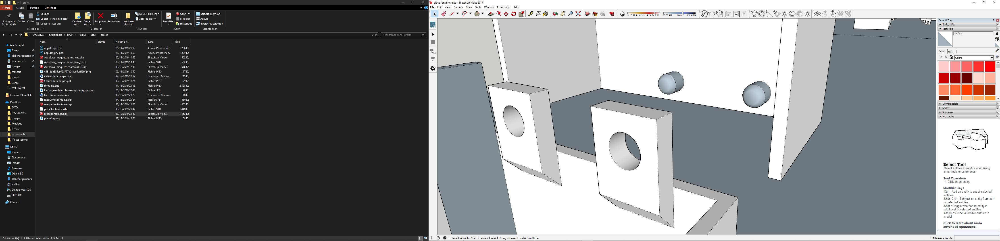 projet
Fichier Accueil Partage Affichage
Épingler à Accès rapide
Copier
Coller
Couper
Copier le chemin d'accès
Coller le raccourci
Presse-papiers
Déplacer vers
Copier vers
Supprimer
Renommer
Organiser
Nouveau dossier
Nouvel élément
Accès rapide
Nouveau
Propriétés
Ouvrir
Modifier
Historique
Ouvrir
Sélectionner tout
Aucun
Inverser la sélection
Sélectionner
OneDrive › pc portable › DATA › Peip 2 › Elec › projet
Rechercher dans : projet
Nom Statut Modifié le Type Taille
app design.psd 05/11/2019 21:19 Adobe Photoshop... 1 256 Ko
app design2.psd 29/11/2019 14:00 Adobe Photoshop... 1 399 Ko
AutoSave_maquettre fontaine.skp 30/11/2019 11:59 SketchUp Model 562 Ko
AutoSave_maquettre fontaine_1.skb 30/11/2019 13:48 Fichier SKB 562 Ko
AutoSave_maquettre fontaine_1.skp 13/12/2019 12:38 SketchUp Model 616 Ko
c4812da386a902a777d5facd5afff69f.png 05/11/2019 13:52 Fichier PNG 317 Ko
Cahier des charges.docx 12/12/2019 18:19 Document Micros... 15 Ko
Cahier des charges.pdf 12/12/2019 18:24 Fichier PDF 79 Ko
fontaine.png 14/11/2019 21:16 Fichier PNG 2 358 Ko
kisspng-mobile-phone-signal-signal-stre... 05/11/2019 20:40 Fichier JPG 28 Ko
liste documents.docx 12/12/2019 21:22 Document Micros... 18 Ko
maquettre fontaine.skb 14/11/2019 21:24 Fichier SKB 550 Ko
maquettre fontaine.skp 30/11/2019 11:53 SketchUp Model 562 Ko
pièce fontaines.skb 13/12/2019 21:47 Fichier SKB 1 448 Ko
pièce fontaines.skp 13/12/2019 21:53 SketchUp Model 1 563 Ko
planning.png 12/12/2019 18:26 Fichier PNG 58 Ko
Accès rapide
Bureau
Téléchargements
Documents
Images
francais
projet
stage
test Project
Creative Cloud Files
OneDrive
DATA
Documents
Images
Musique
Pc fixe
pc portable
Pièces jointes
Ce PC
Bureau
Documents
Images
Musique
Objets 3D
Téléchargements
Vidéos
Disque local (C:)
HDD (D:)
Réseau
16 élément(s) 1 élément sélectionné 1,52 Mo
pièce fontaines.skp - SketchUp Make 2017
File Edit View Camera Draw Tools Window Extensions Help
J F M A M J J A S O N D
07:53 AM Noon 05:14 PM
Default Tray
Entity Info
Materials
Default
Select Edit
Colors
Components
Styles
Shadows
Instructor
Select Tool
Select entities to modify when using
other tools or commands.
Tool Operation
1. Click on an entity.
Modifier Keys
Ctrl = Add an entity to set of selected
entities
Shift+Ctrl = Subtract an entity from set
of selected entities
Shift = Toggle whether an entity is
within set of selected entities
Ctrl+A = Select all visible entities in
model
Click to learn about more
advanced operations...
Select objects. Shift to extend select. Drag mouse to select multiple.
Measurements